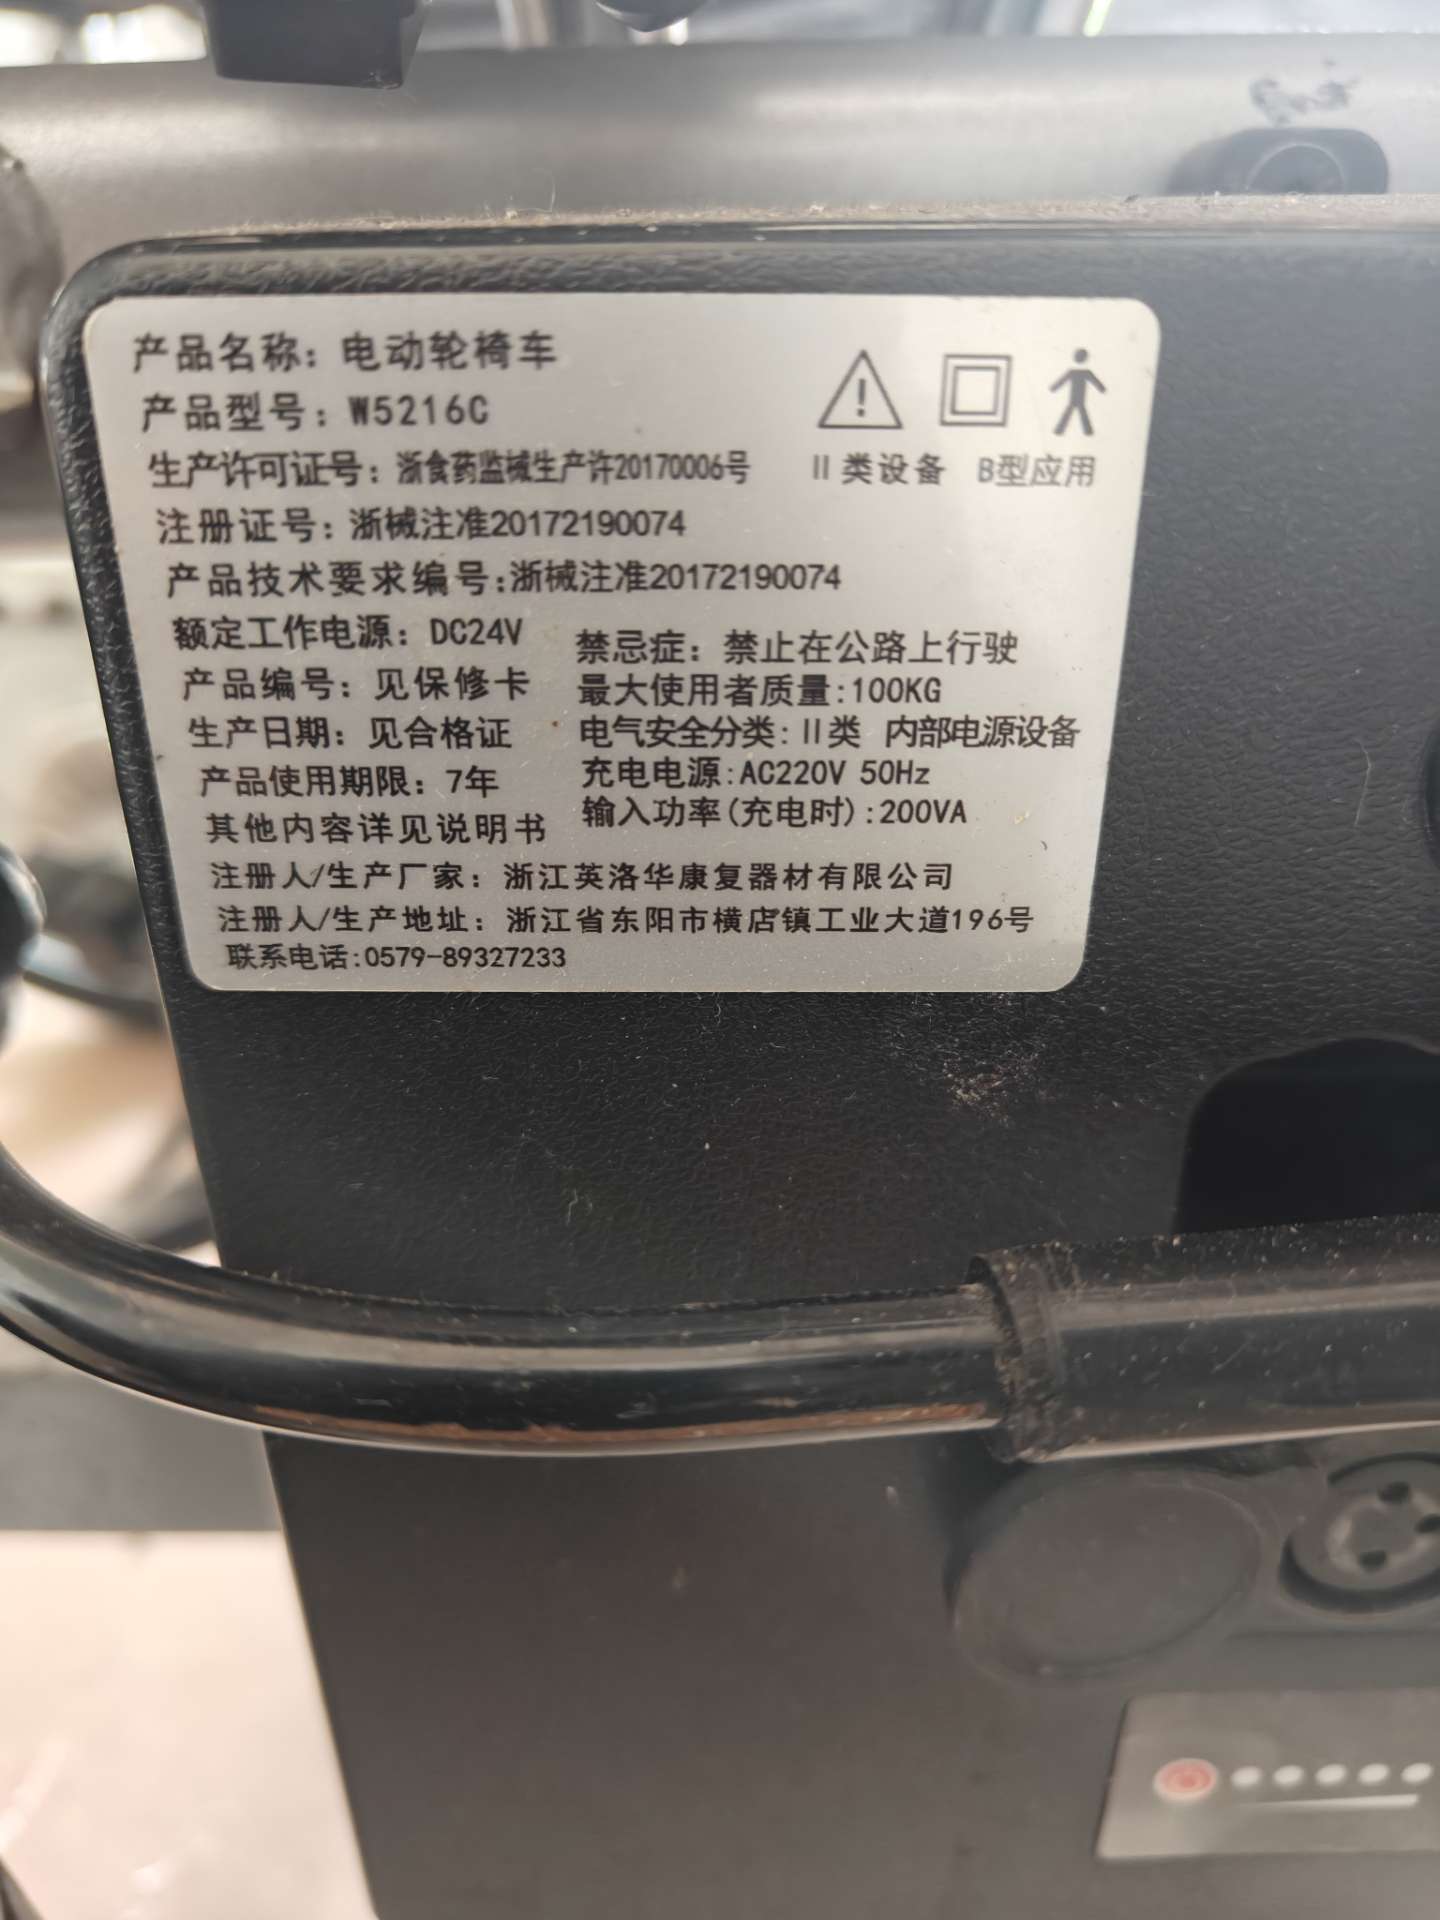 产品名称：电动轮椅车
产品型号：W5216C
生产许可证号：浙食药监械生产许20170006号
II类设备 B型应用
注册证号：浙械注准20172190074
产品技术要求编号：浙械注准20172190074
额定工作电源：DC24V
产品编号：见保修卡
生产日期：见合格证
产品使用期限：7年
其他内容详见说明书
禁忌症：禁止在公路上行驶
最大使用者质量：100KG
电气安全分类：II类 内部电源设备
充电电源：AC220V 50Hz
输入功率(充电时)：200VA
注册人/生产厂家：浙江英洛华康复器材有限公司
注册人/生产地址：浙江省东阳市横店镇工业大道196号
联系电话:0579-89327233